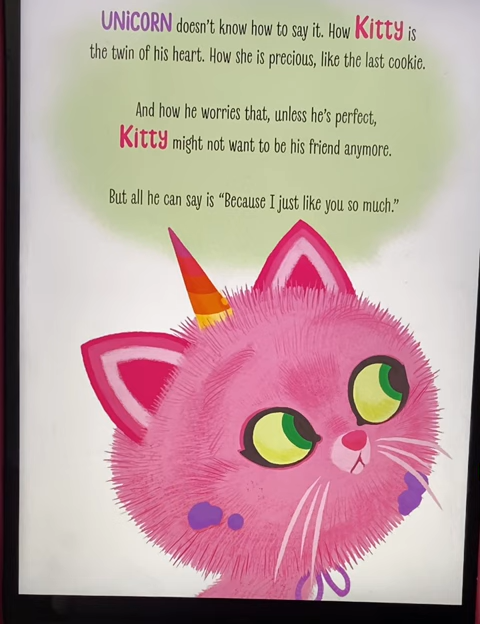 UNiCORN doesn't know how to say it. How Kitty is
the twin of his heart. How she is precious, like the last cookie.
And how he worries that, unless he's perfect,
Kitty might not want to be his friend anymore.
But all he can say is “Because I just like you so much.”